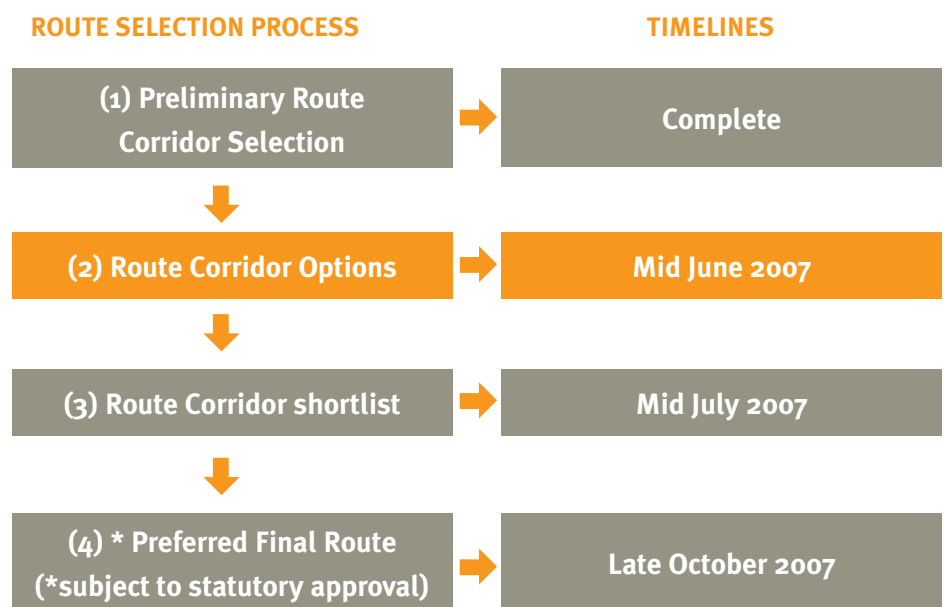 ROUTE SELECTION PROCESS
TIMELINES
(1) Preliminary Route
Corridor Selection
Complete
(2) Route Corridor Options
Mid June 2007
(3) Route Corridor shortlist
Mid July 2007
(4) * Preferred Final Route
(*subject to statutory approval)
Late October 2007